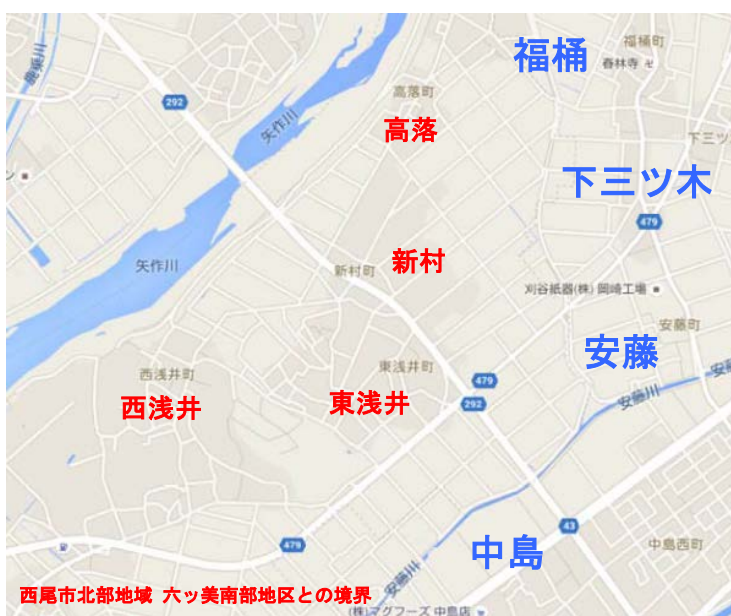 鹿乗川
292
矢作川
高落町
高落
福桶
福桶町
春林寺 卍
下三ツ
下三ツ木
479
矢作川
新村町
新村
刈谷紙器(株) 岡崎工場
安藤町
安藤
安藤川
西浅井町
西浅井
東浅井町
東浅井
479
292
43
479
中島
中島西町
安藤川
西尾市北部地域 六ッ美南部地区との境界
(株)マグフーズ 中島店